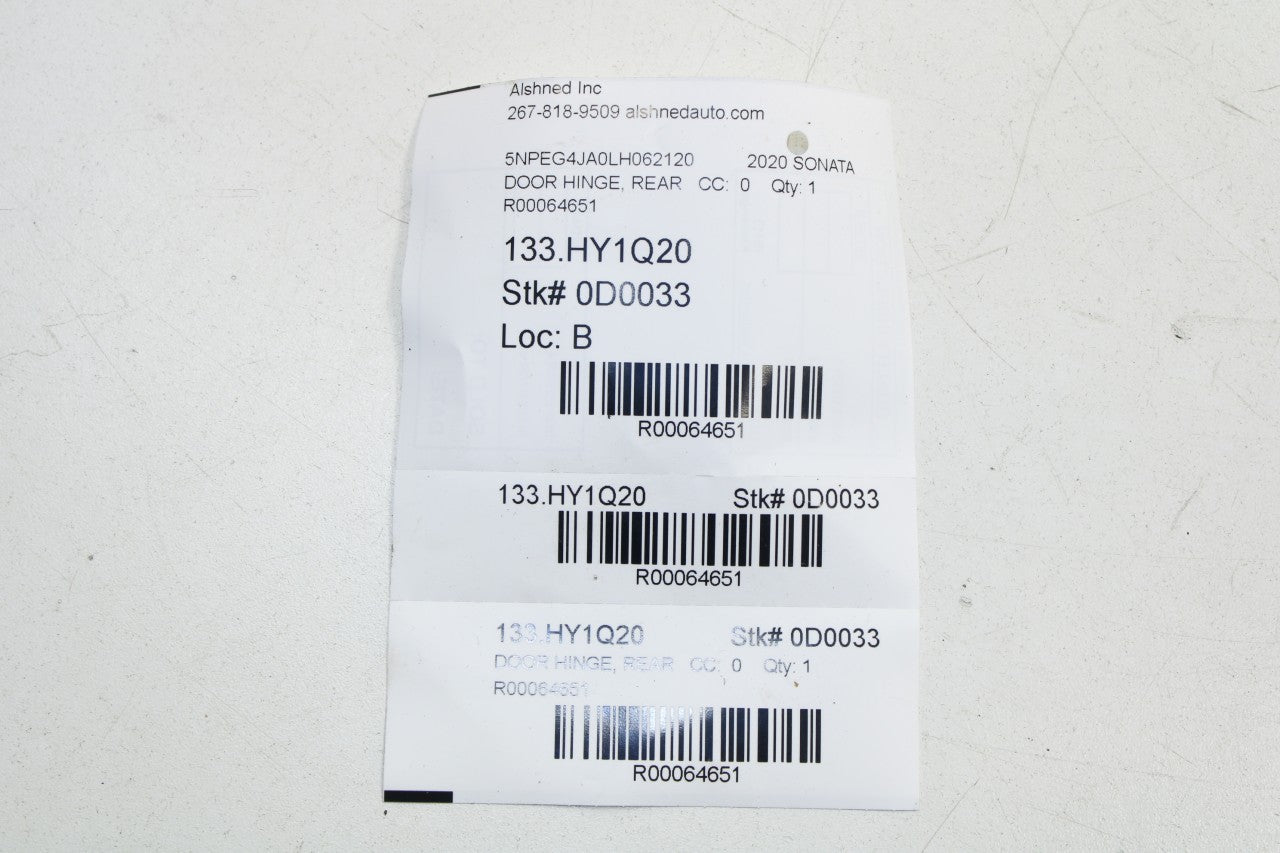 Alshned Inc
267-818-9509 alshnedauto.com
5NPEG4JA0LH062120 2020 SONATA
DOOR HINGE, REAR CC: 0 Qty: 1
R00064651
133.HY1Q20
Stk# 0D0033
Loc: B
R00064651
133.HY1Q20 Stk# 0D0033
R00064651
133.HY1Q20 Stk# 0D0033
DOOR HINGE, REAR CC: 0 Qty: 1
R00064651
R00064651